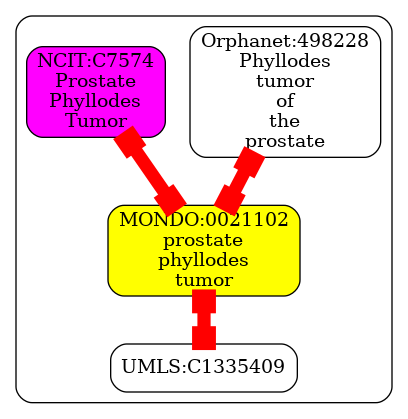 NCIT:C7574
Prostate
Phyllodes
Tumor
Orphanet:498228
Phyllodes
tumor
of
the
prostate
MONDO:0021102
prostate
phyllodes
tumor
UMLS:C1335409